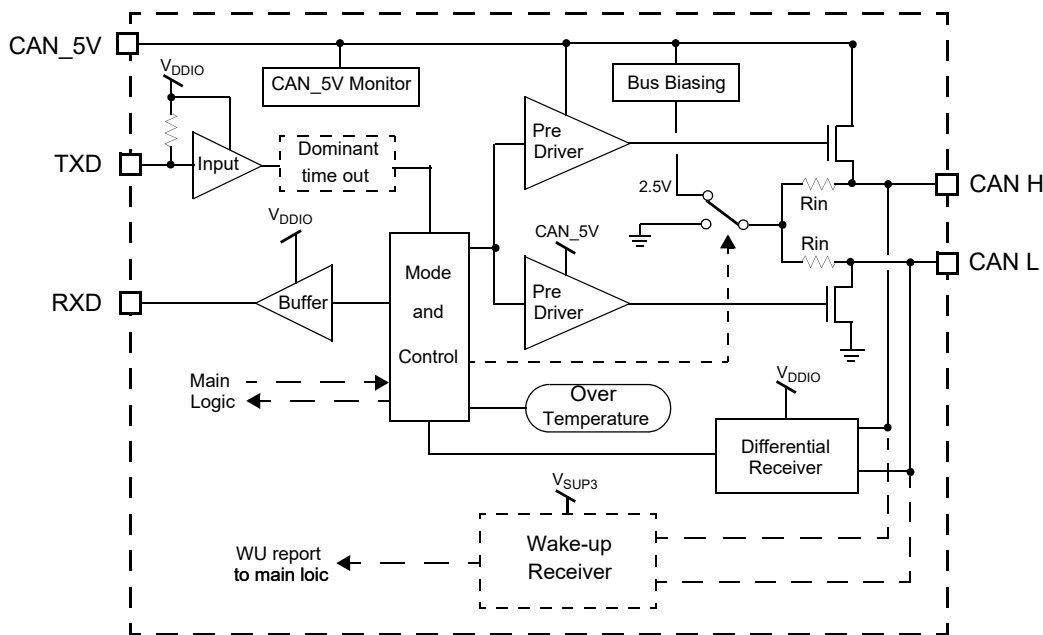 CAN_5V
VDDIO
CAN_5V Monitor
Bus Biasing
TXD
Input
Dominant
time out
Pre
Driver
2.5V
Rin
CAN H
VDDIO
CAN_5V
Rin
CAN L
RXD
Buffer
Mode
and
Control
Pre
Driver
Main
Logic
Over
Temperature
VDDIO
Differential
Receiver
VSUP3
WU report
to main loic
Wake-up
Receiver